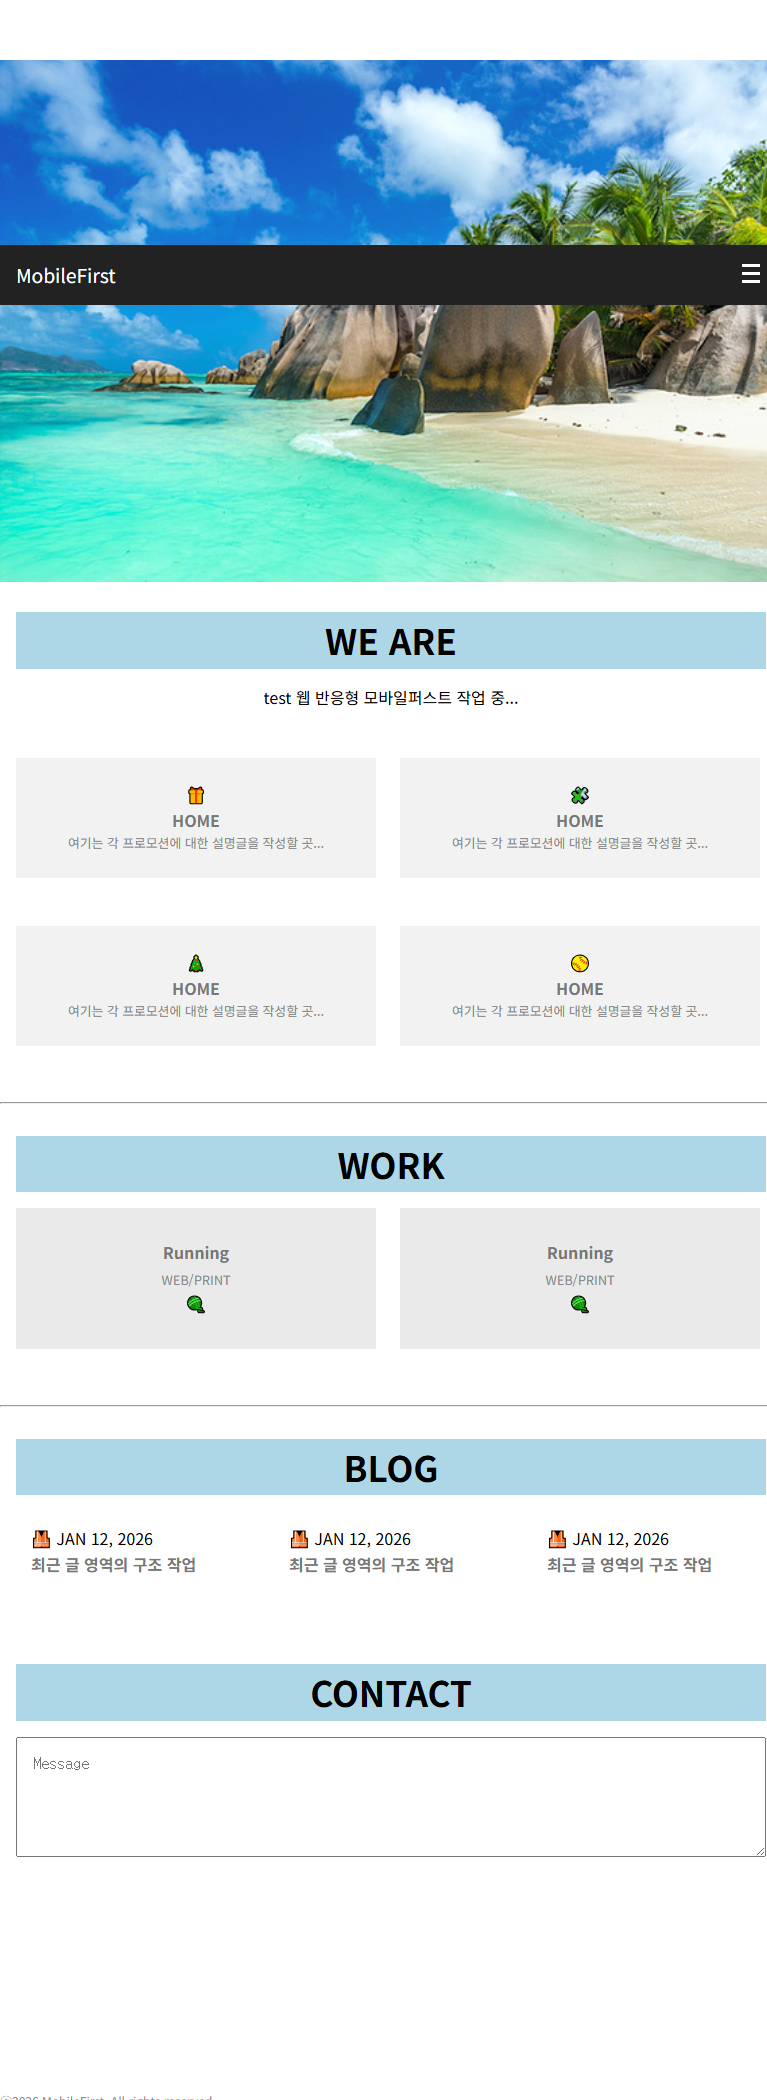 MobileFirst
WE ARE
test 웹 반응형 모바일퍼스트 작업 중...
HOME
여기는 각 프로모션에 대한 설명글을 작성할 곳...
HOME
여기는 각 프로모션에 대한 설명글을 작성할 곳...
HOME
여기는 각 프로모션에 대한 설명글을 작성할 곳...
HOME
여기는 각 프로모션에 대한 설명글을 작성할 곳...
WORK
Running
WEB/PRINT
Running
WEB/PRINT
BLOG
JAN 12, 2026
최근 글 영역의 구조 작업
JAN 12, 2026
최근 글 영역의 구조 작업
JAN 12, 2026
최근 글 영역의 구조 작업
CONTACT
Message